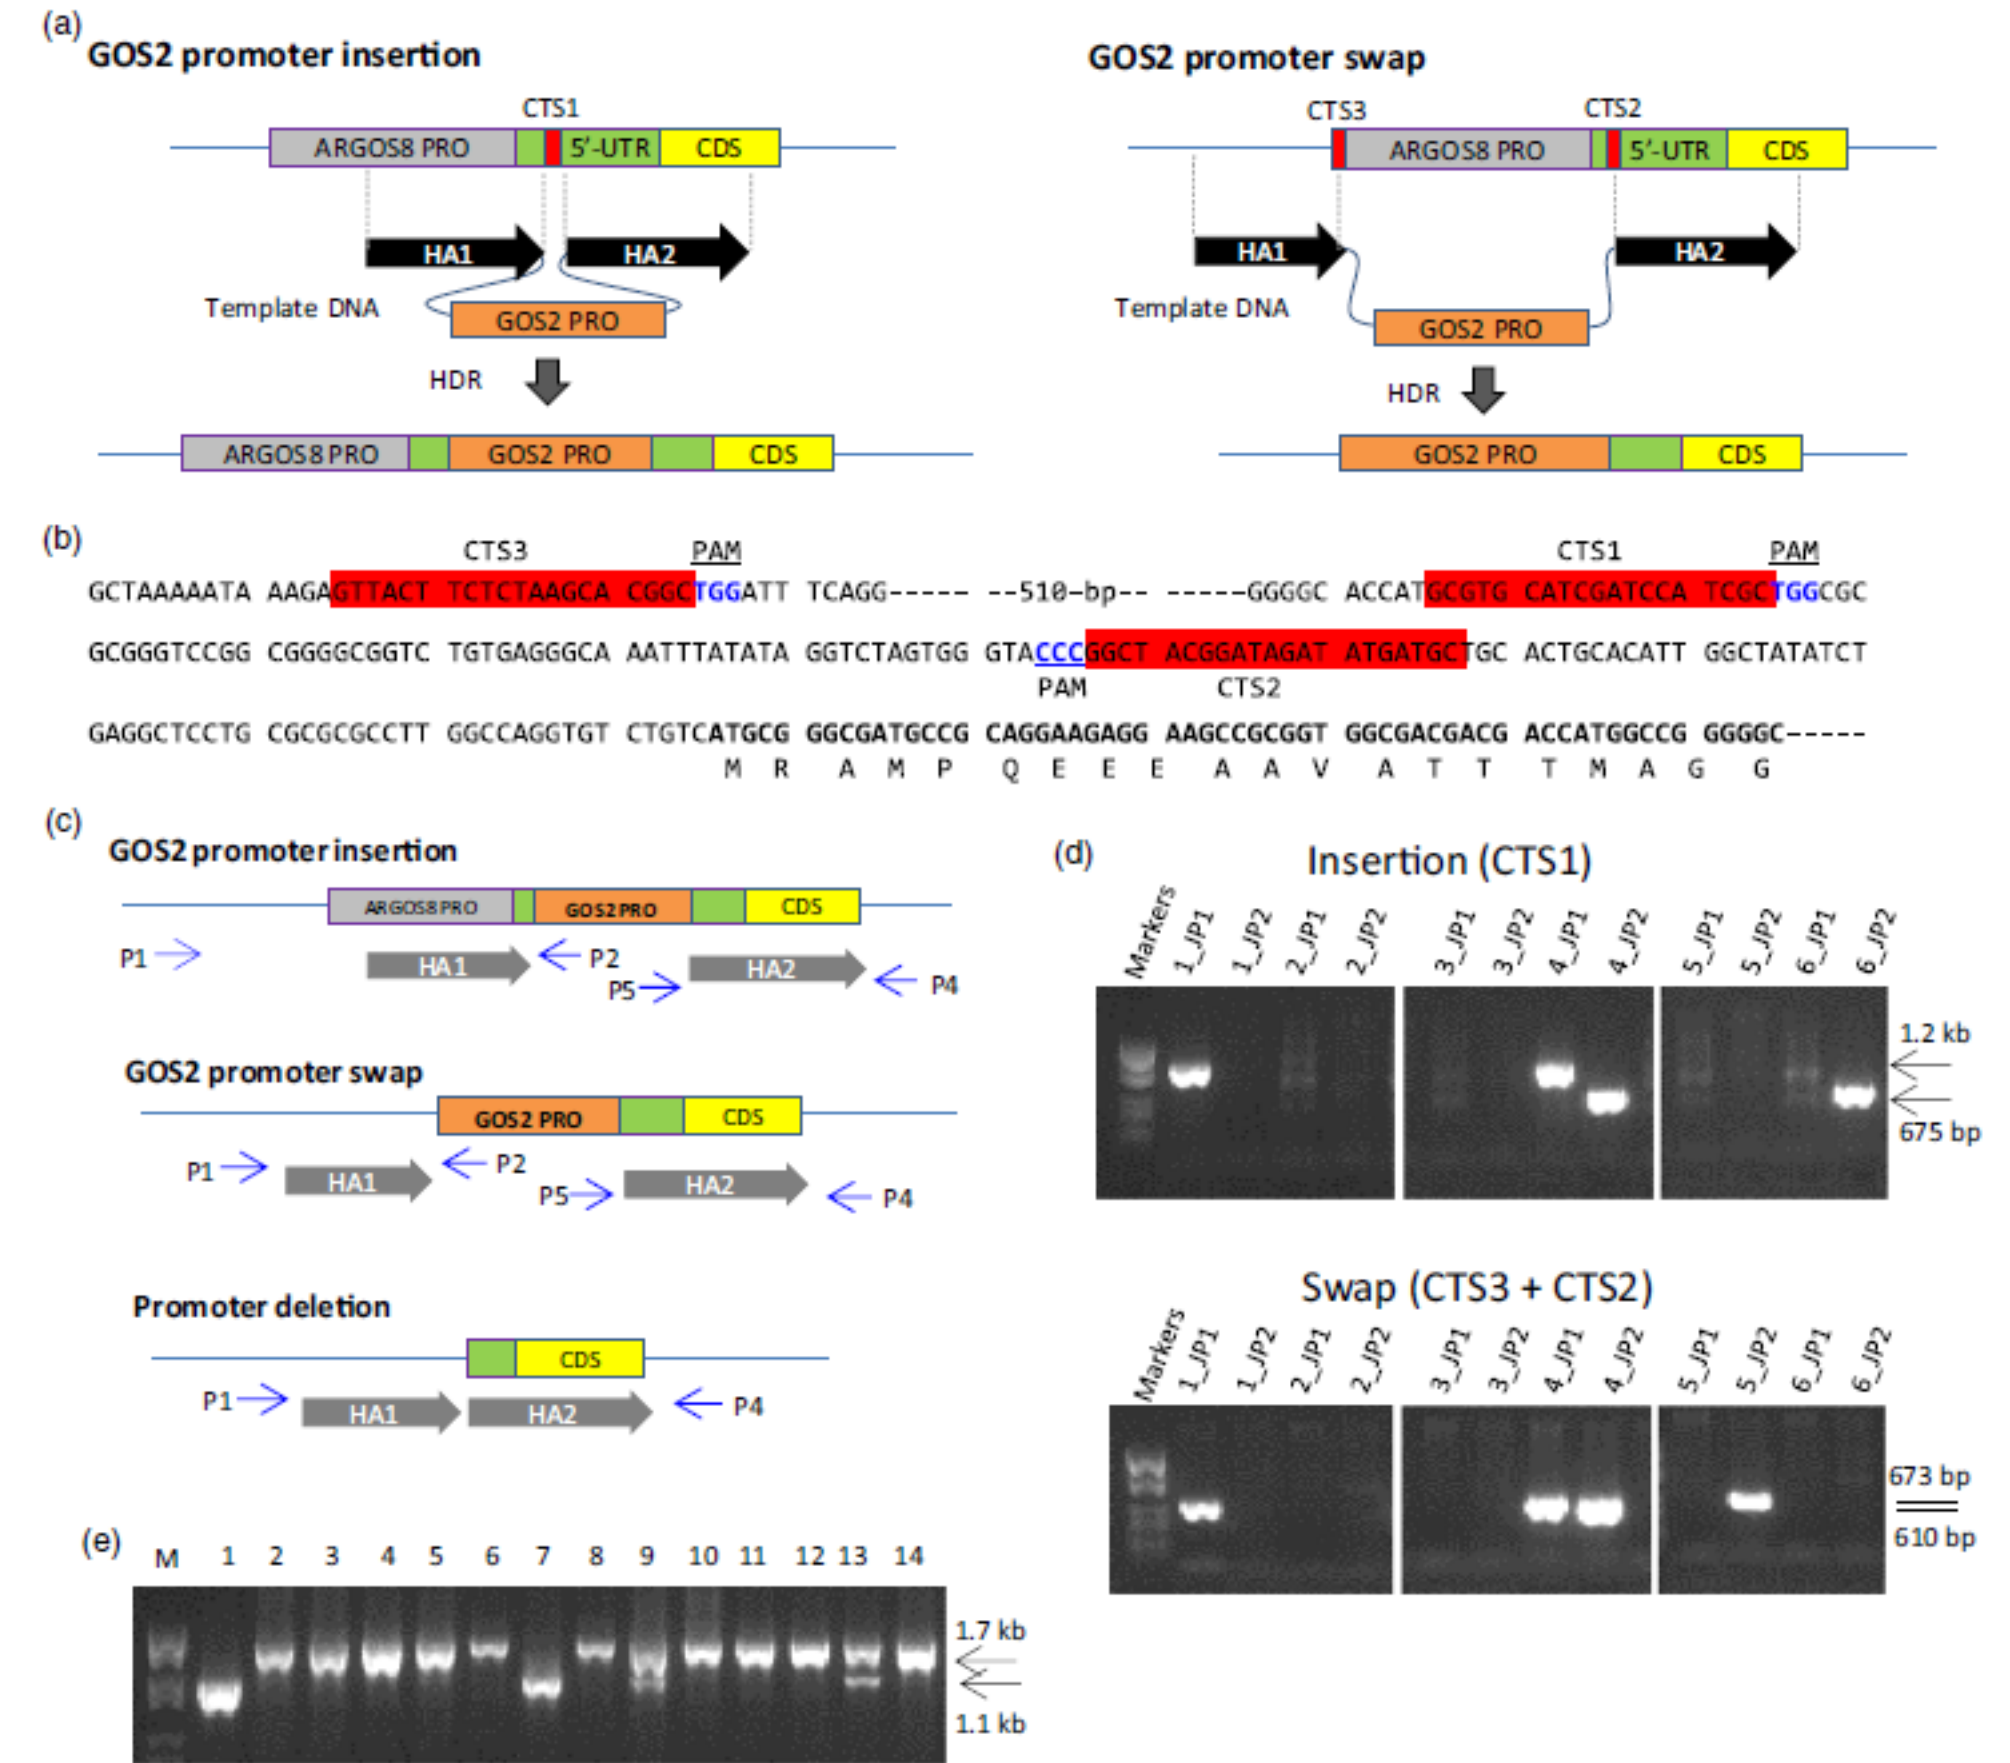 (a)
GOS2 promoter insertion
GOS2 promoter swap
CTS1
CTS3
CTS2
ARGOS8 PRO
5'-UTR
CDS
ARGOS8 PRO
5'-UTR
CDS
HA1
HA2
HA1
HA2
Template DNA
GOS2 PRO
Template DNA
GOS2 PRO
HDR
HDR
ARGOS8 PRO
GOS2 PRO
CDS
GOS2 PRO
CDS
(b)
CTS3
PAM
CTS1
PAM
GCTAAAAATA AAGAGTTACT TCTCTAAGCA CGGCTGGATT TCAGG----- --510-bp-- -----GGGGC ACCATGCGTG CATCGATCCA TCGCTGGCGC
GCGGGTCCGG CGGGGCGGTC TGTGAGGGCA AATTTATATA GGTCTAGTGG GTACCCGGCT ACGGATAGAT ATGATGCTGC ACTGCACATT GGCTATATCT
PAM
CTS2
GAGGCTCCTG CGCGCGCCTT GGCCAGGTGT CTGTCATGCG GGCGATGCCG CAGGAAGAGG AAGCCGCGGT GGCGACGACG ACCATGGCCG GGGGC-----
M R A M P Q E E E A A V A T T T M A G G
(c)
GOS2 promoter insertion
ARGOS8 PRO
GOS2 PRO
CDS
P1
HA1
P2
P5
HA2
P4
GOS2 promoter swap
GOS2 PRO
CDS
P1
HA1
P2
P5
HA2
P4
Promoter deletion
CDS
P1
HA1
HA2
P4
(d)
Insertion (CTS1)
Markers 1_JP1 1_JP2 2_JP1 2_JP2 3_JP1 3_JP2 4_JP1 4_JP2 5_JP1 5_JP2 6_JP1 6_JP2
1.2 kb
675 bp
Swap (CTS3 + CTS2)
Markers 1_JP1 1_JP2 2_JP1 2_JP2 3_JP1 3_JP2 4_JP1 4_JP2 5_JP1 5_JP2 6_JP1 6_JP2
673 bp
610 bp
(e)
M 1 2 3 4 5 6 7 8 9 10 11 12 13 14
1.7 kb
1.1 kb